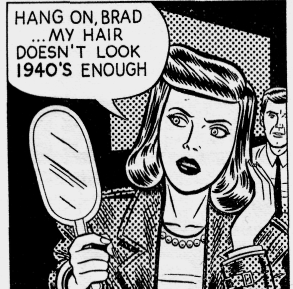 HANG ON, BRAD
...MY HAIR
DOESN'T LOOK
1940'S ENOUGH